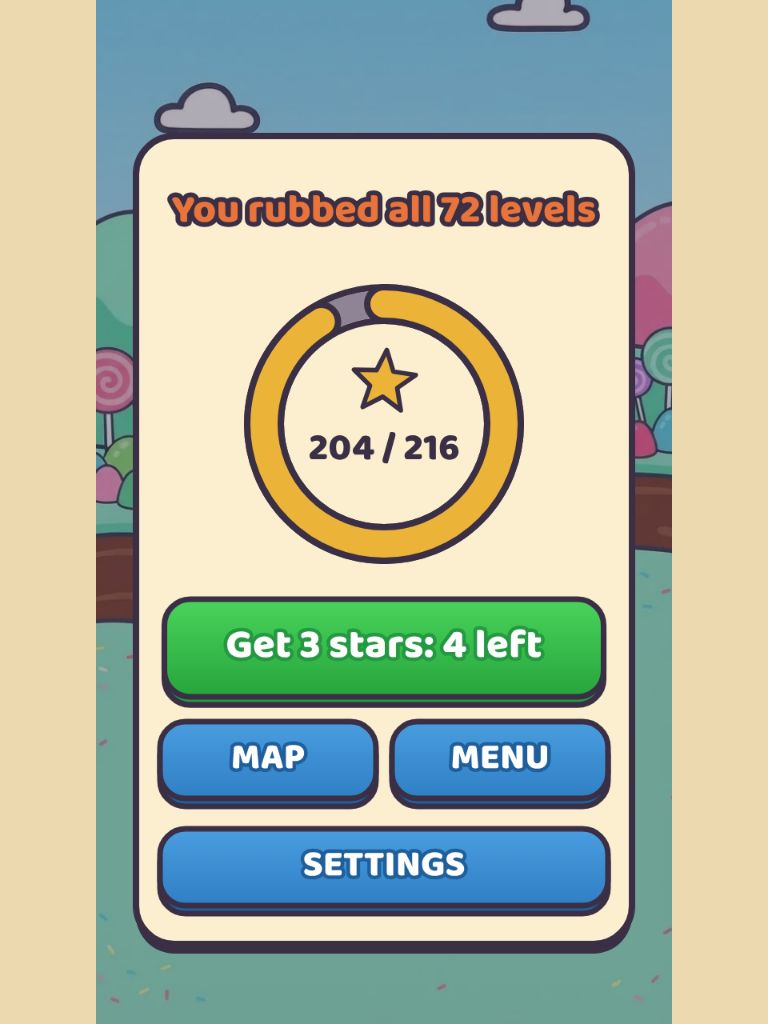 You rubbed all 72 levels
204 / 216
Get 3 stars: 4 left
MAP
MENU
SETTINGS